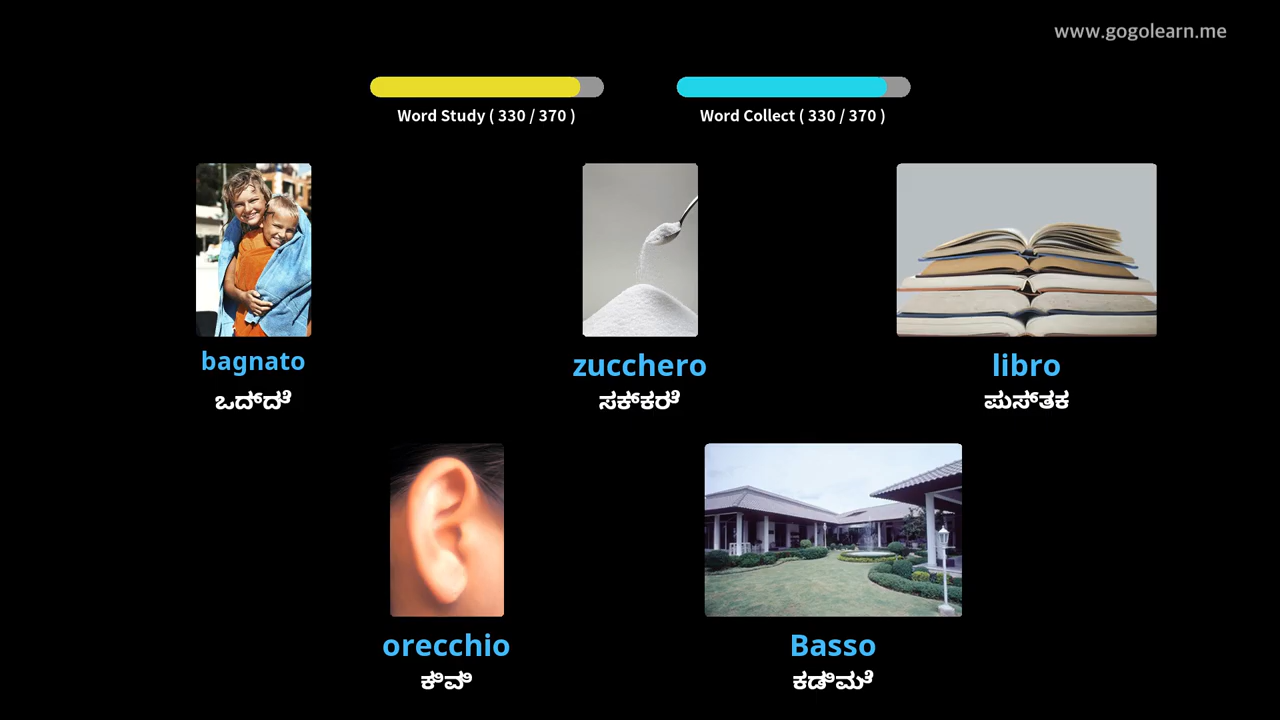 www.gogolearn.me
Word Study ( 330 / 370 )
Word Collect ( 330 / 370 )
bagnato
ಒದ್ದೆ
zucchero
ಸಕ್ಕರೆ
libro
ಪುಸ್ತಕ
orecchio
ಕಿವಿ
Basso
ಕಡಿಮೆ